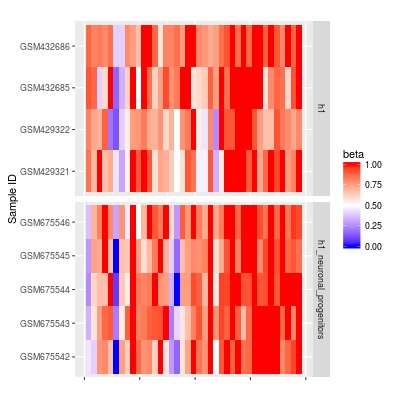 GSM432686
GSM432685
GSM429322
GSM429321
h1
GSM675546
GSM675545
GSM675544
GSM675543
GSM675542
h1_neuronal_progenitors
Sample ID
beta
1.00
0.75
0.50
0.25
0.00